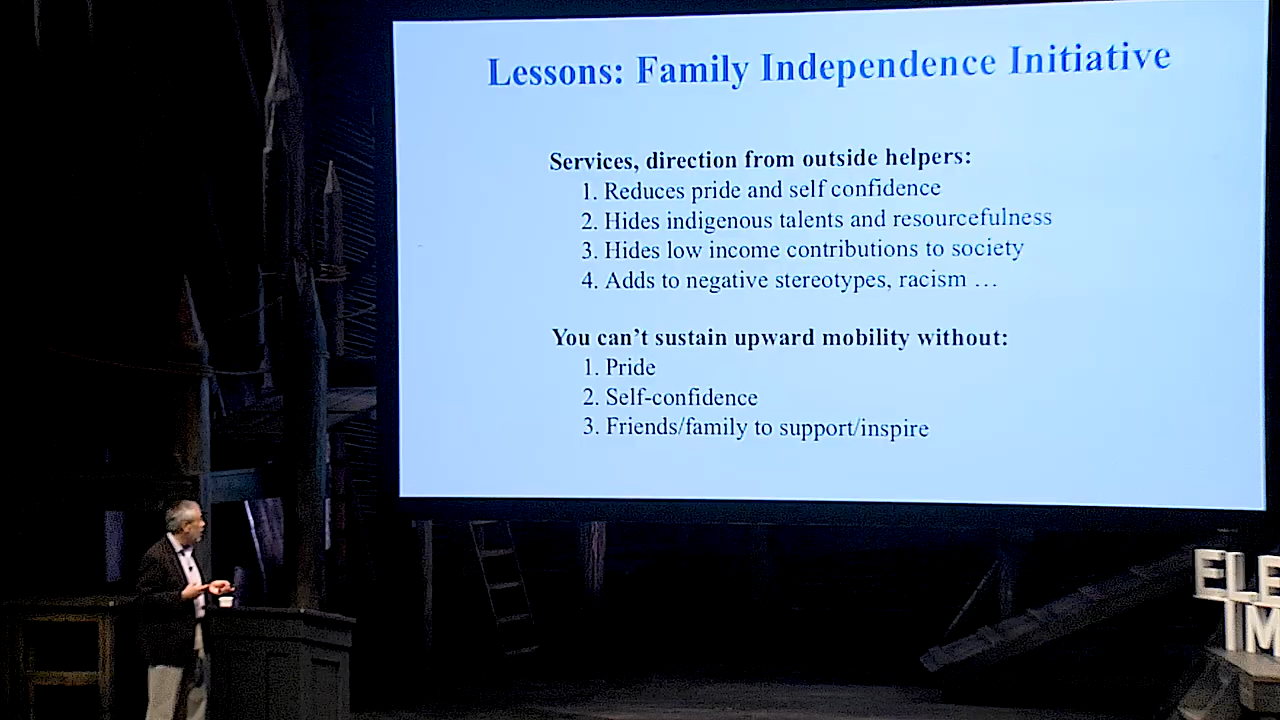 Lessons: Family Independence Initiative
Services, direction from outside helpers:
1. Reduces pride and self confidence
2. Hides indigenous talents and resourcefulness
3. Hides low income contributions to society
4. Adds to negative stereotypes, racism …
You can’t sustain upward mobility without:
1. Pride
2. Self-confidence
3. Friends/family to support/inspire
ELE
IM